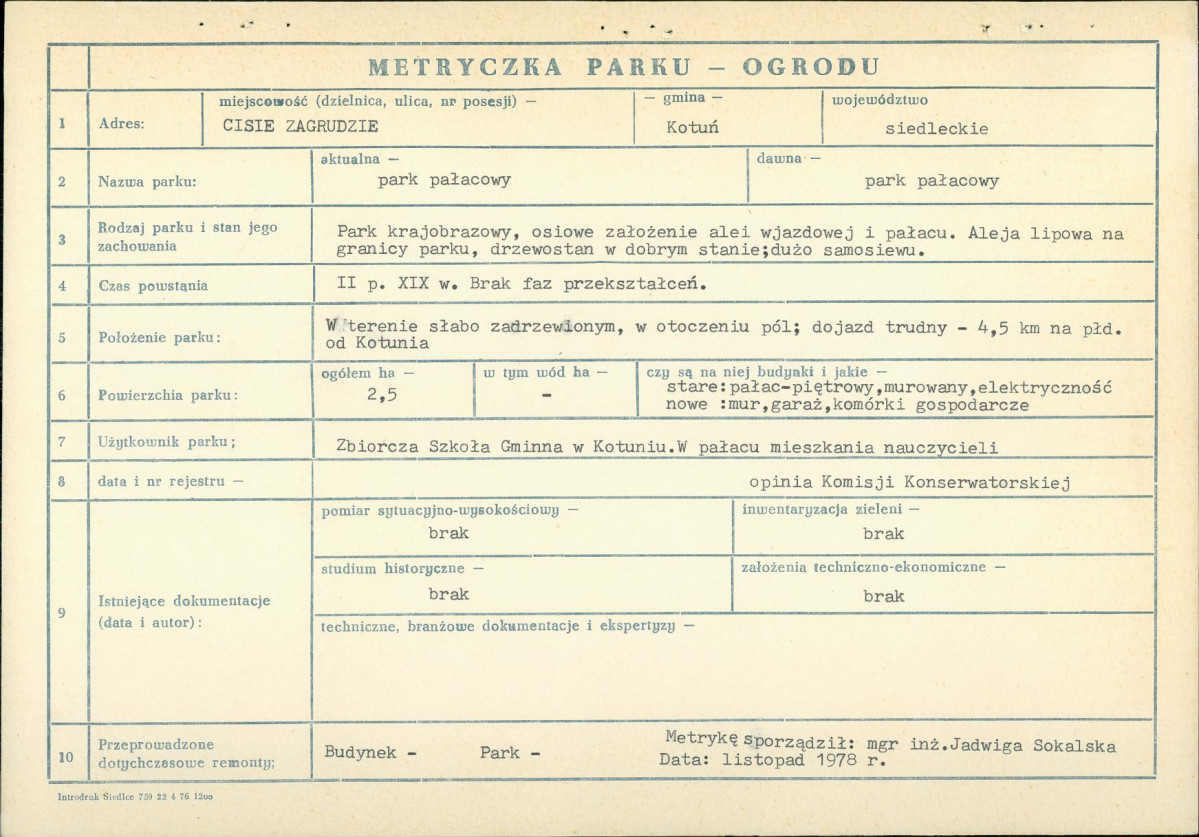 METRYCZKA PARKU – OGRODU
1 Adres: miejscowość (dzielnica, ulica, nr posesji) – – gmina – województwo
CISIE ZAGRUDZIE Kotuń siedleckie
2 Nazwa parku: aktualna – dawna –
park pałacowy park pałacowy
3 Rodzaj parku i stan jego zachowania
Park krajobrazowy, osiowe założenie alei wjazdowej i pałacu. Aleja lipowa na
granicy parku, drzewostan w dobrym stanie;dużo samosiewu.
4 Czas powstania II p. XIX w. Brak faz przekształceń.
5 Położenie parku: W terenie słabo zadrzewionym, w otoczeniu pól; dojazd trudny – 4,5 km na płd.
od Kotunia
6 Powierzchia parku: ogółem ha – w tym wód ha – czy są na niej budynki i jakie –
2,5 – stare:pałac-piętrowy,murowany,elektryczność
nowe :mur,garaż,komórki gospodarcze
7 Użytkownik parku; Zbiorcza Szkoła Gminna w Kotuniu.W pałacu mieszkania nauczycieli
8 data i nr rejestru – opinia Komisji Konserwatorskiej
9 Istniejące dokumentacje
(data i autor):
pomiar sytuacyjno-wysokościowy – inwentaryzacja zieleni –
brak brak
studium historyczne – założenia techniczno-ekonomiczne –
brak brak
techniczne, branżowe dokumentacje i ekspertyzy –
10 Przeprowadzone
dotychczasowe remonty;
Budynek – Park –
Metrykę sporządził: mgr inż.Jadwiga Sokalska
Data: listopad 1978 r.
Introdruk Siedlce 759 22 4 76 1200